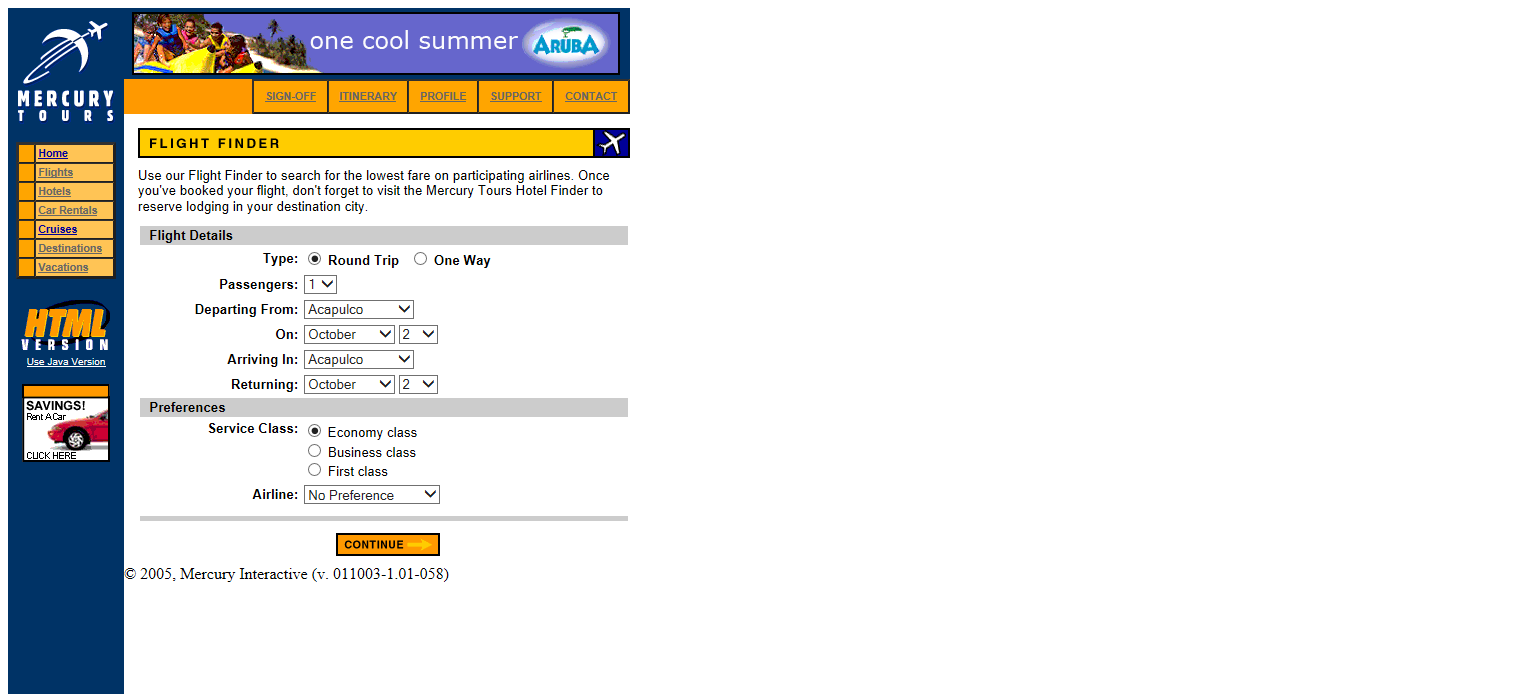 one cool summer ARUBA
MERCURY
TOURS
SIGN-OFF ITINERARY PROFILE SUPPORT CONTACT
Home
Flights
Hotels
Car Rentals
Cruises
Destinations
Vacations
HTML
VERSION
Use Java Version
SAVINGS!
Rent A Car
CLICK HERE
FLIGHT FINDER
Use our Flight Finder to search for the lowest fare on participating airlines. Once
you've booked your flight, don't forget to visit the Mercury Tours Hotel Finder to
reserve lodging in your destination city.
Flight Details
Type: Round Trip One Way
Passengers: 1
Departing From: Acapulco
On: October 2
Arriving In: Acapulco
Returning: October 2
Preferences
Service Class: Economy class
Business class
First class
Airline: No Preference
CONTINUE
© 2005, Mercury Interactive (v. 011003-1.01-058)